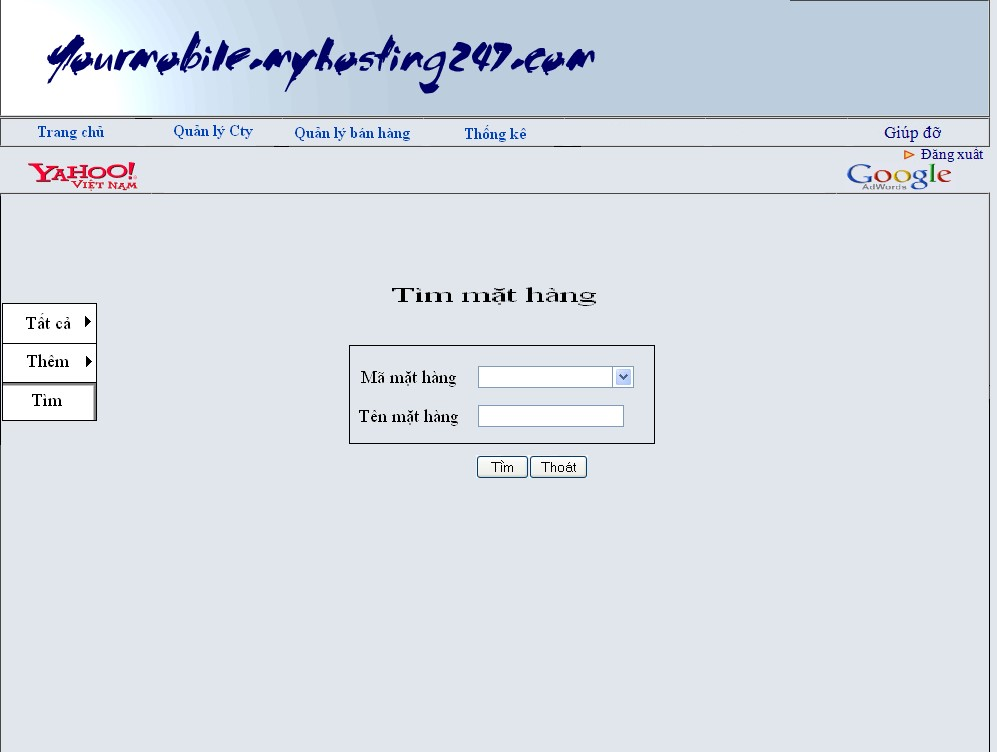 Yourmobile.myhosting247.com
Trang chủ Quản lý Cty Quản lý bán hàng Thống kê Giúp đỡ
Đăng xuất
YAHOO!
VIỆT NAM
Google
AdWords
Tìm mặt hàng
Tất cả
Thêm
Tìm
Mã mặt hàng
Tên mặt hàng
Tìm Thoát